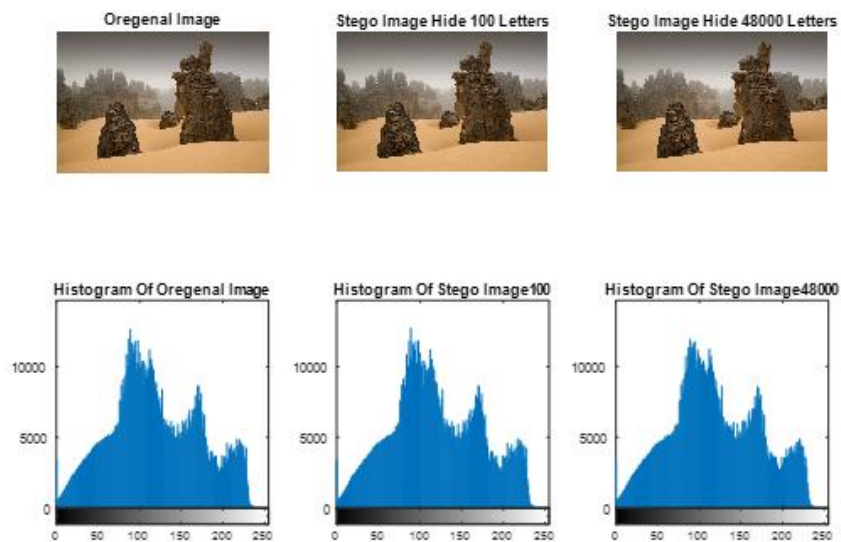 Oregenal Image
Stego Image Hide 100 Letters
Stego Image Hide 48000 Letters
Histogram Of Oregenal Image
Histogram Of Stego Image100
Histogram Of Stego Image48000
10000
5000
0
0 50 100 150 200 250
10000
5000
0
0 50 100 150 200 250
10000
5000
0
0 50 100 150 200 250